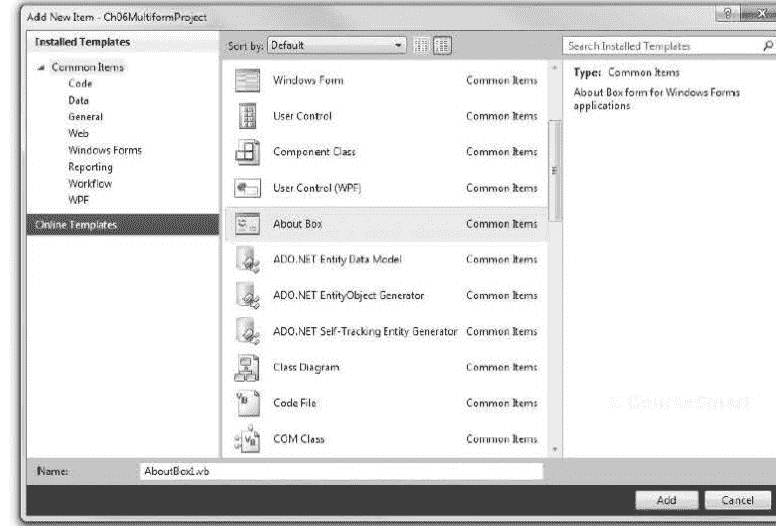 Add New Item - Ch06MultiformProject
Installed Templates
Common Items
Code
Data
General
Web
Windows Forms
Reporting
Workflow
WPF
Online Templates
Sort by: Default
Windows Form Common Items
User Control Common Items
Component Class Common Items
User Control (WPF) Common Items
About Box Common Items
ADO.NET Entity Data Model Common Items
ADO.NET EntityObject Generator Common Items
ADO.NET Self-Tracking Entity Generator Common Items
Class Diagram Common Items
Code File Common Items
COM Class Common Items
Search Installed Templates
Type: Common Items
About Box form for Windows Forms
applications
© CourseSmart
Name: AboutBox1.vb
Add Cancel